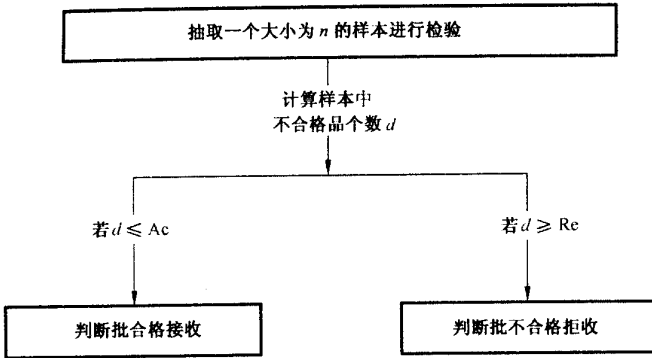 抽取一个大小为 n 的样本进行检验
计算样本中
不合格品个数 d
若 d ⩽ Ac
若 d ⩾ Re
判断批合格接收
判断批不合格拒收